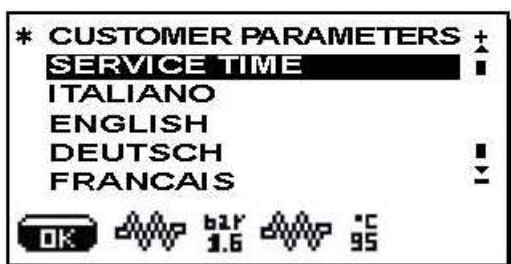 * CUSTOMER PARAMETERS +
SERVICE TIME
ITALIANO
ENGLISH
DEUTSCH
FRANCAIS -
OK bar 1.6 °C 95